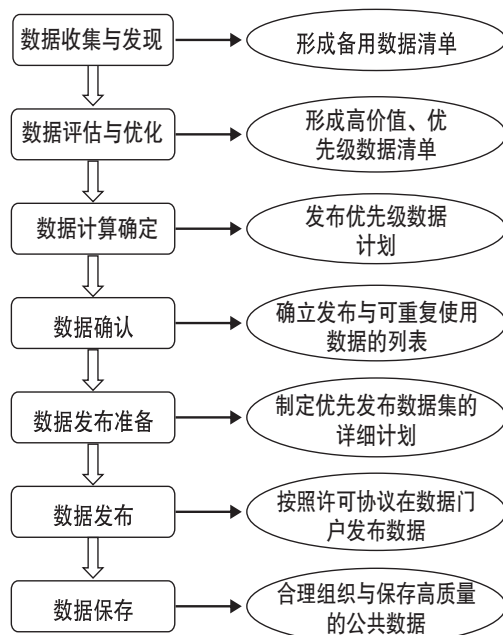 数据收集与发现
形成备用数据清单
数据评估与优化
形成高价值、优
先级数据清单
数据计算确定
发布优先级数据
计划
数据确认
确立发布与可重复使用
数据的列表
数据发布准备
制定优先发布数据集的
详细计划
数据发布
按照许可协议在数据门
户发布数据
数据保存
合理组织与保存高质量
的公共数据